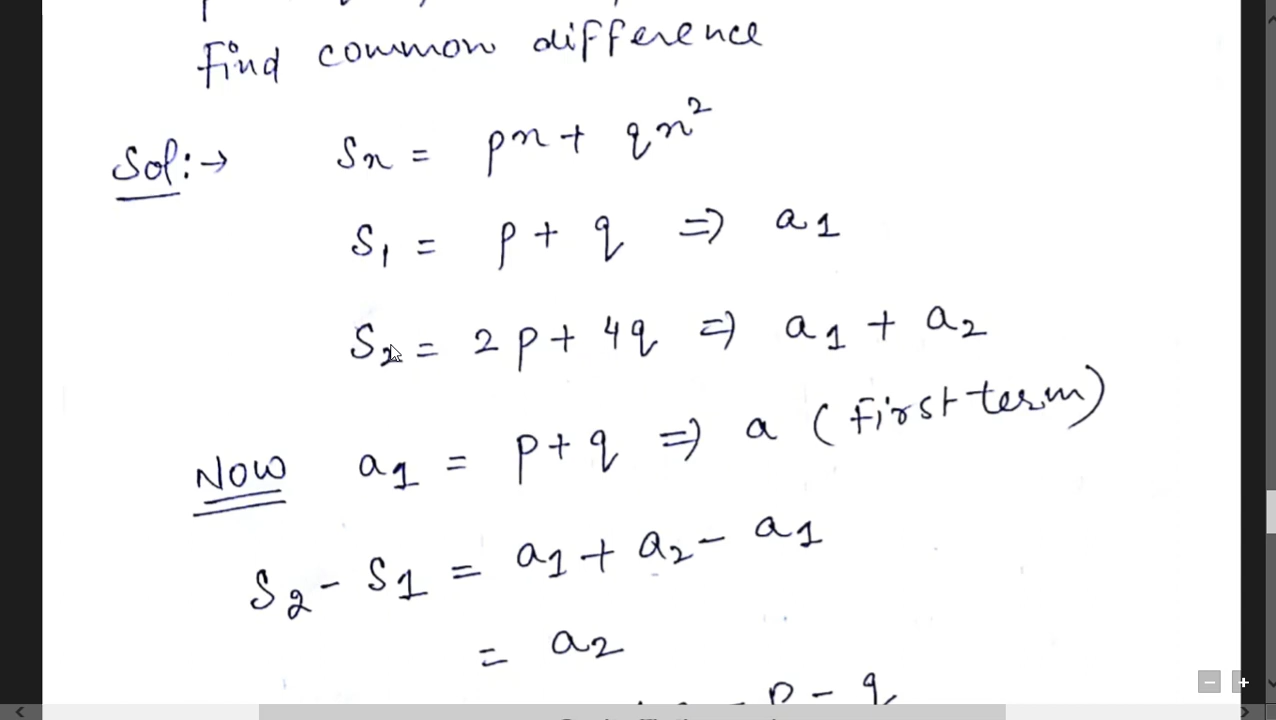 Find common difference
Sol:→ Sn = pn + qn²
S₁ = p + q ⇒ a₁
S₂ = 2p + 4q ⇒ a₁ + a₂
Now a₁ = p + q ⇒ a (First term)
S₂ - S₁ = a₁ + a₂ - a₁
= a₂
p - q